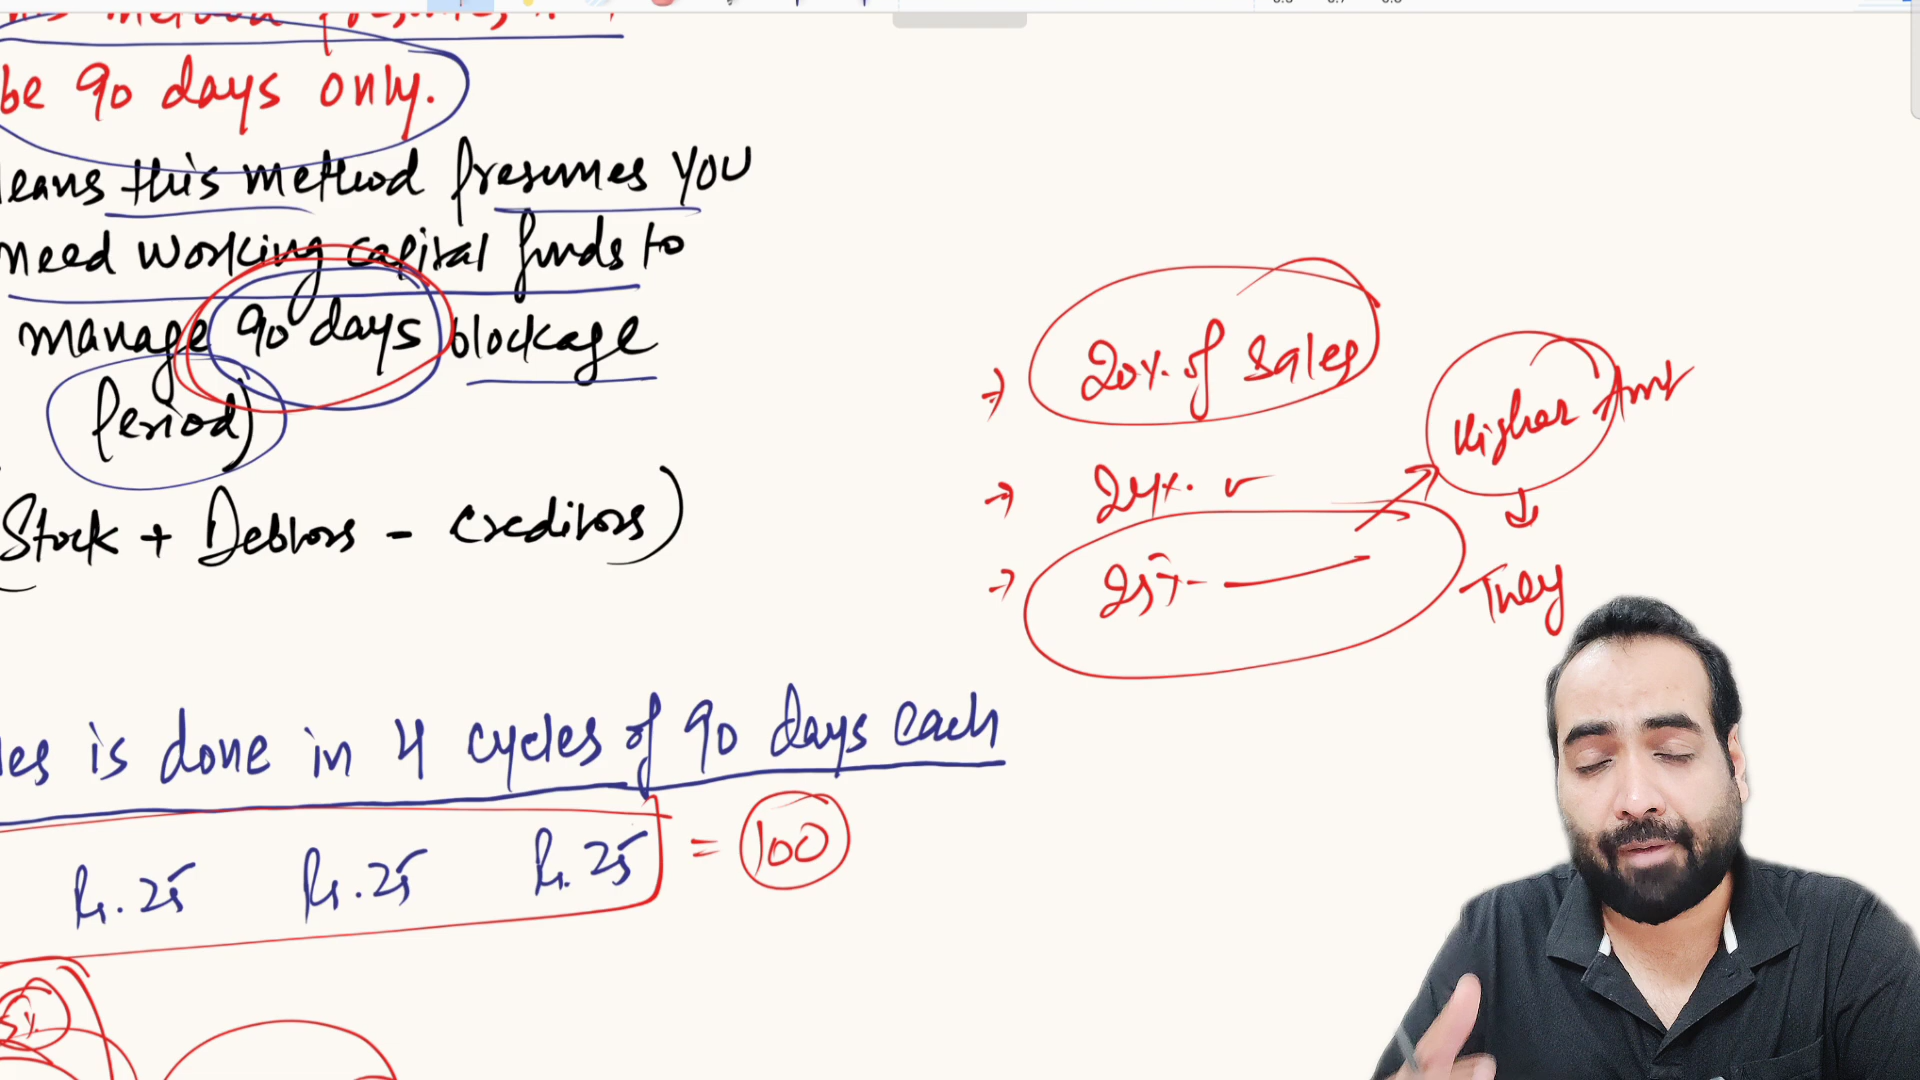 be 90 days only.
this method presumes you
need working capital funds to
manage 90 days blockage
Period)
Stock + Debtors - creditors)
→ 20%. of sales
→ 24%.
→ 25%
Higher Amt
They
is done in 4 cycles of 90 days each
Rs. 25 Rs. 25 Rs. 25 = 100